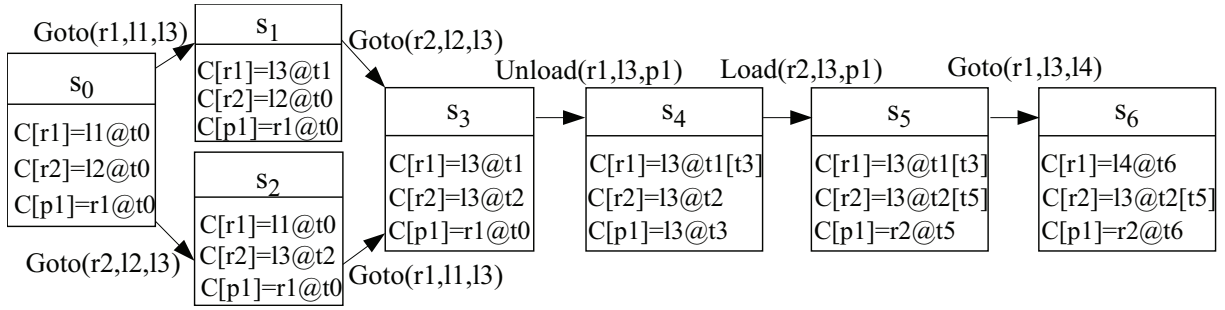 Goto(r1,l1,l3)
s0
C[r1]=l1@t0
C[r2]=l2@t0
C[p1]=r1@t0
Goto(r2,l2,l3)
s1
C[r1]=l3@t1
C[r2]=l2@t0
C[p1]=r1@t0
s2
C[r1]=l1@t0
C[r2]=l3@t2
C[p1]=r1@t0
Goto(r2,l2,l3)
Goto(r1,l1,l3)
s3
C[r1]=l3@t1
C[r2]=l3@t2
C[p1]=r1@t0
Unload(r1,l3,p1)
s4
C[r1]=l3@t1[t3]
C[r2]=l3@t2
C[p1]=l3@t3
Load(r2,l3,p1)
s5
C[r1]=l3@t1[t3]
C[r2]=l3@t2[t5]
C[p1]=r2@t5
Goto(r1,l3,l4)
s6
C[r1]=l4@t6
C[r2]=l3@t2[t5]
C[p1]=r2@t6